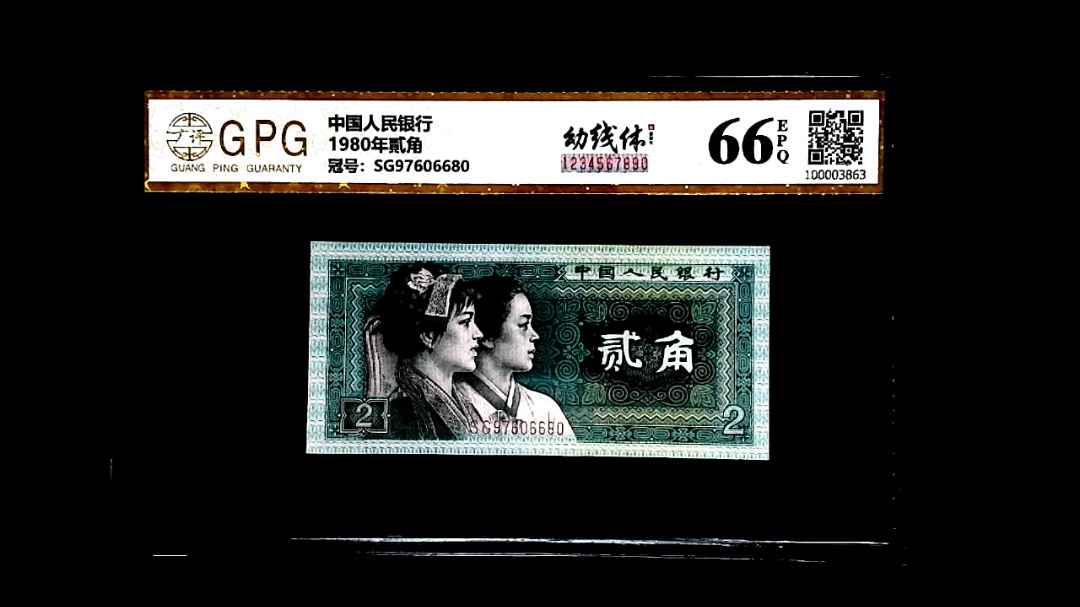 广评
GPG
GUANG PING GUARANTY
中国人民银行
1980年贰角
冠号：SG97606680
幼线体
1234567890
66
EPQ
100003863
中国人民银行
贰角
2
2
SG97606680